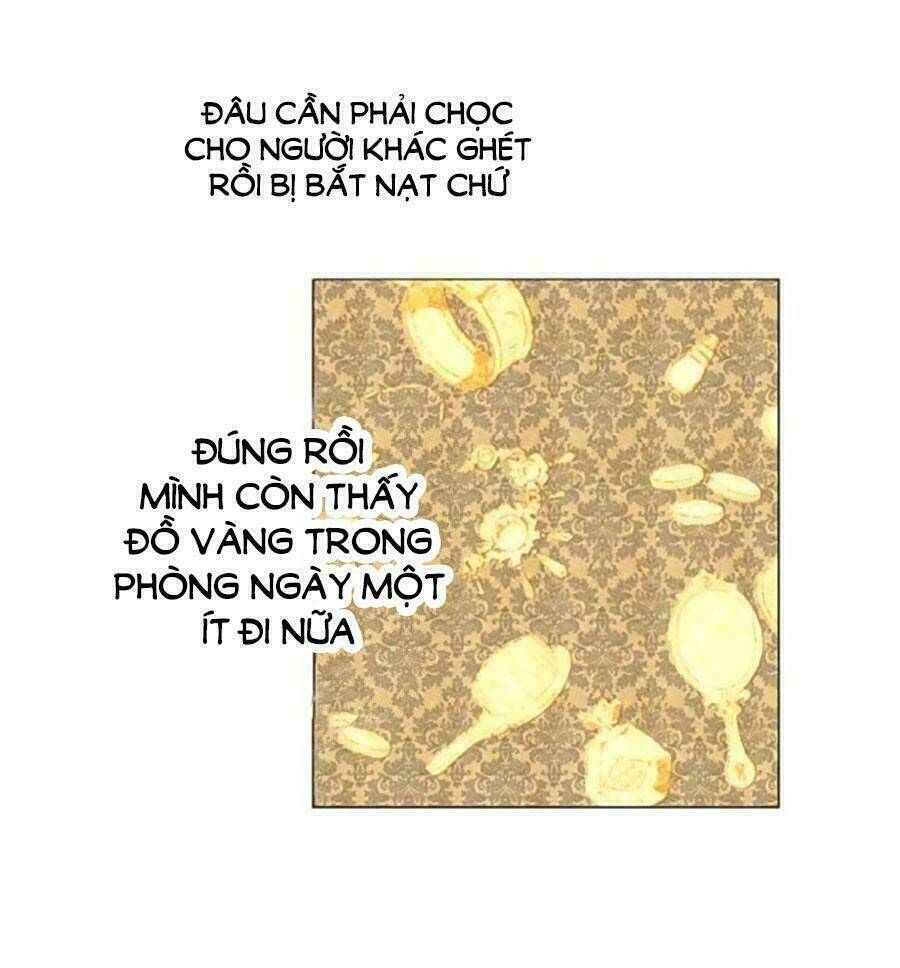 ĐÂU CẦN PHẢI CHỌC
CHO NGƯỜI KHÁC GHÉT
RỒI BỊ BẮT NẠT CHỨ
ĐÚNG RỒI
MÌNH CÒN THẤY
ĐỒ VÀNG TRONG
PHÒNG NGÀY MỘT
ÍT ĐI NỮA